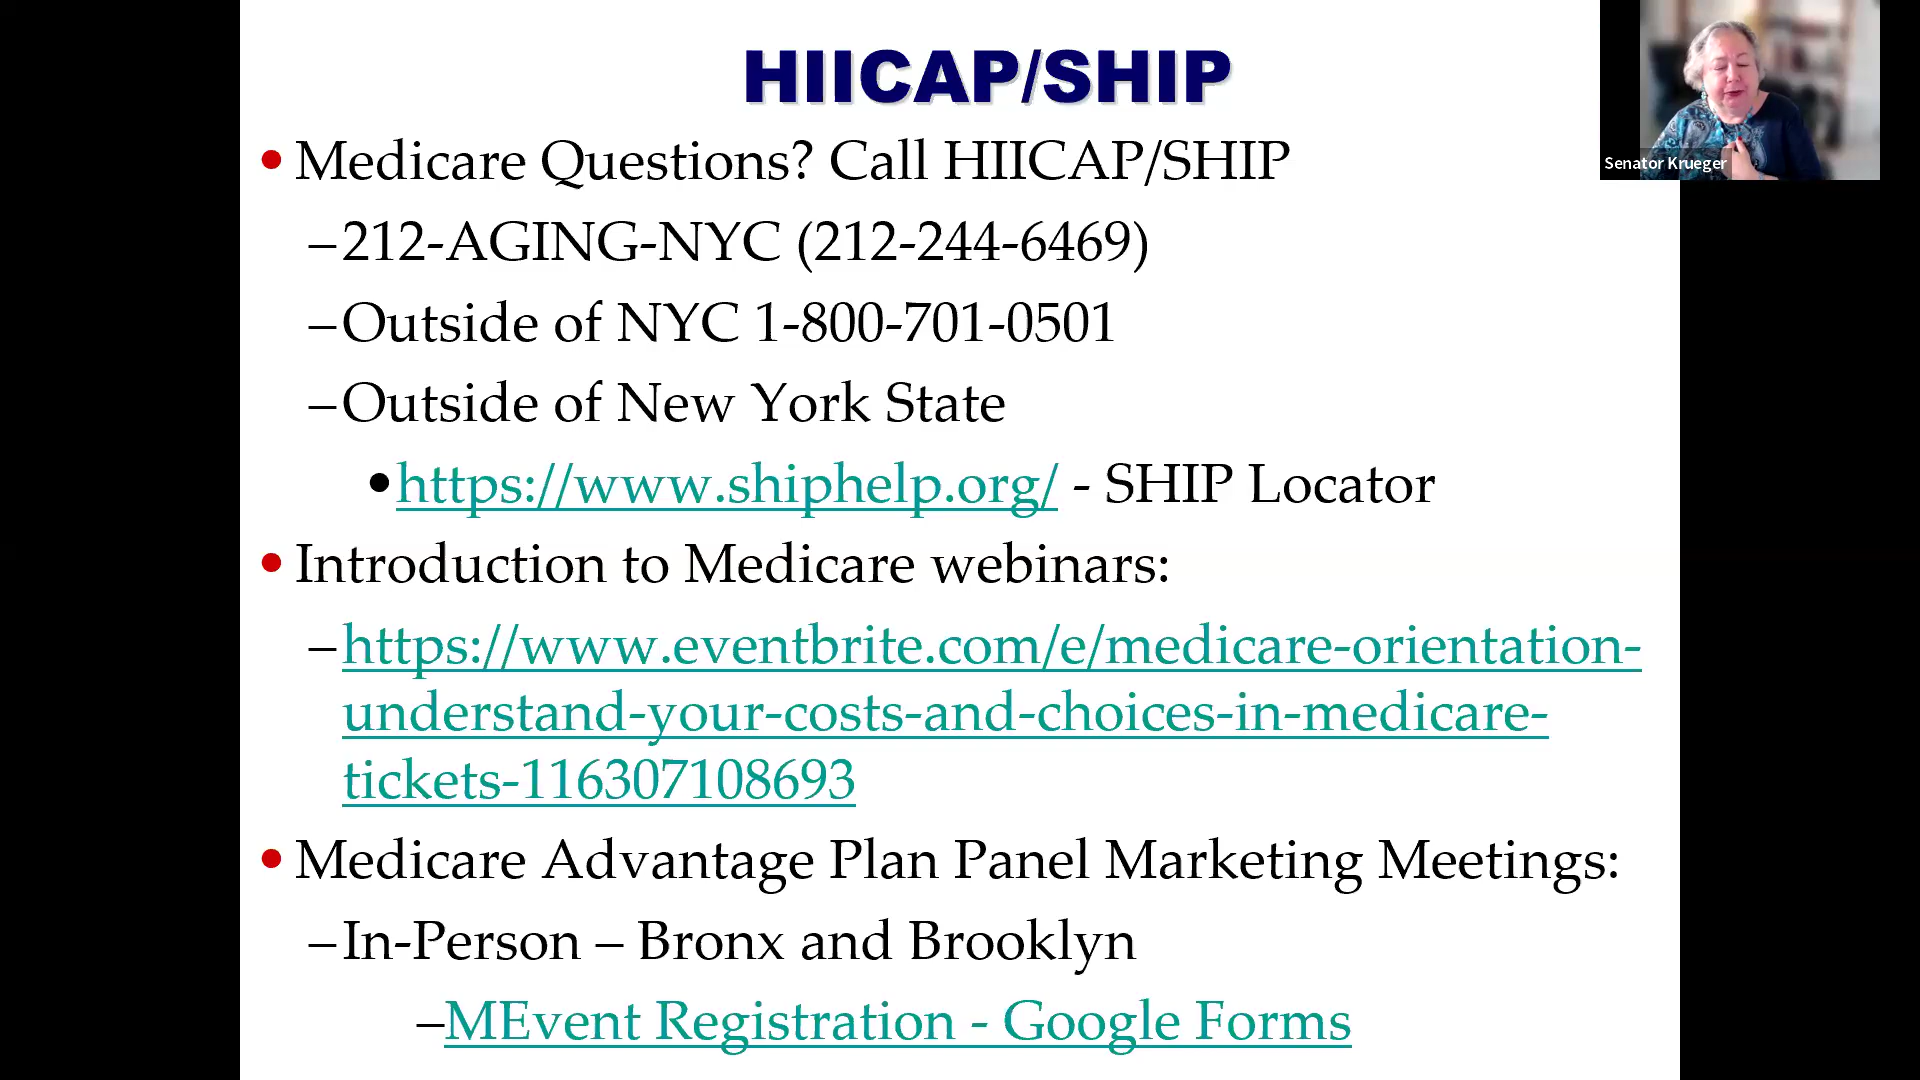 HIICAP/SHIP
• Medicare Questions? Call HIICAP/SHIP
–212-AGING-NYC (212-244-6469)
–Outside of NYC 1-800-701-0501
–Outside of New York State
•https://www.shiphelp.org/ - SHIP Locator
• Introduction to Medicare webinars:
–https://www.eventbrite.com/e/medicare-orientation-
understand-your-costs-and-choices-in-medicare-
tickets-116307108693
• Medicare Advantage Plan Panel Marketing Meetings:
–In-Person – Bronx and Brooklyn
–MEvent Registration - Google Forms
Senator Krueger